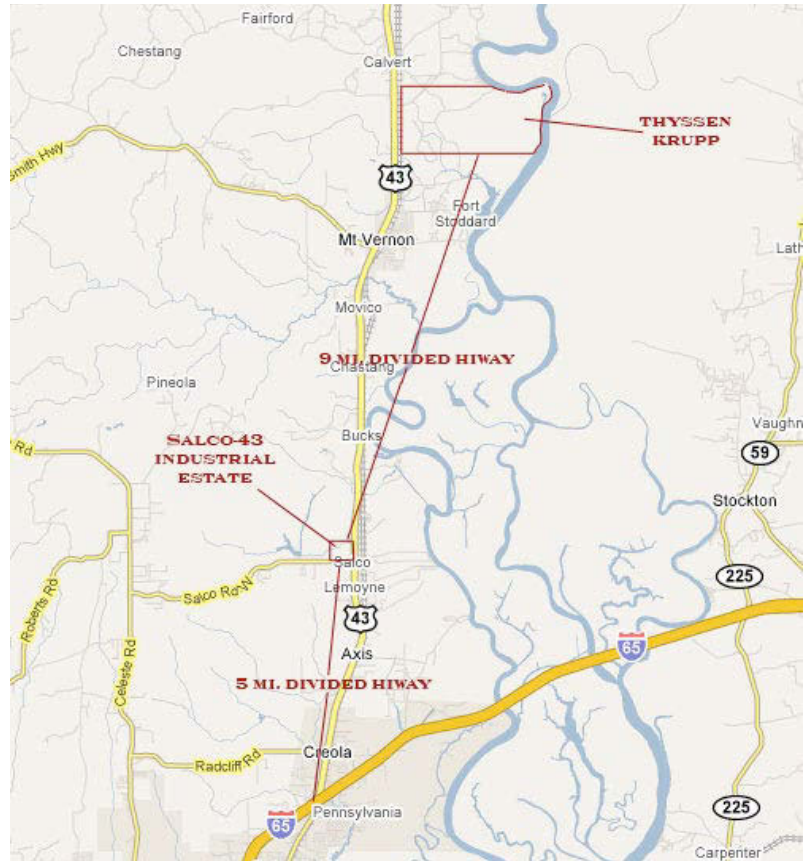 Fairford
Chestang
Calvert
THYSSEN
KRUPP
Smith Hwy
43
Fort
Stoddard
Mt Vernon
Lath
Movico
9 MI. DIVIDED HIWAY
Chastang
Pineola
Vaughn
Bucks
SALCO-43
INDUSTRIAL
ESTATE
Rd
59
Stockton
Salco
225
Salco Rd-N
Lemoyne
Roberts Rd
43
65
Axis
Celeste Rd
5 MI. DIVIDED HIWAY
Creola
Radcliff Rd
Pennsylvania
225
65
Carpenter